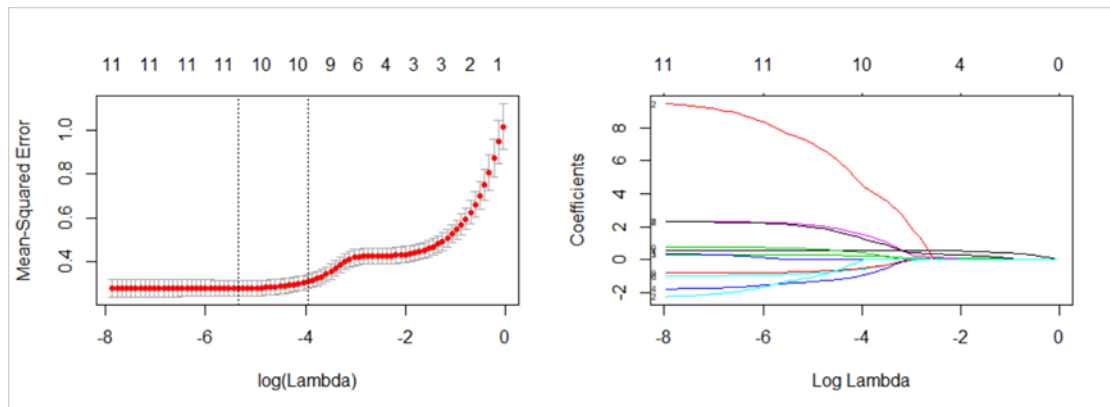 11 11 11 11 10 10 9 6 4 3 3 2 1
Mean-Squared Error
1.0
0.8
0.6
0.4
-8 -6 -4 -2 0
log(Lambda)
11 11 10 4 0
Coefficients
8
6
4
2
0
-2
-8 -6 -4 -2 0
Log Lambda